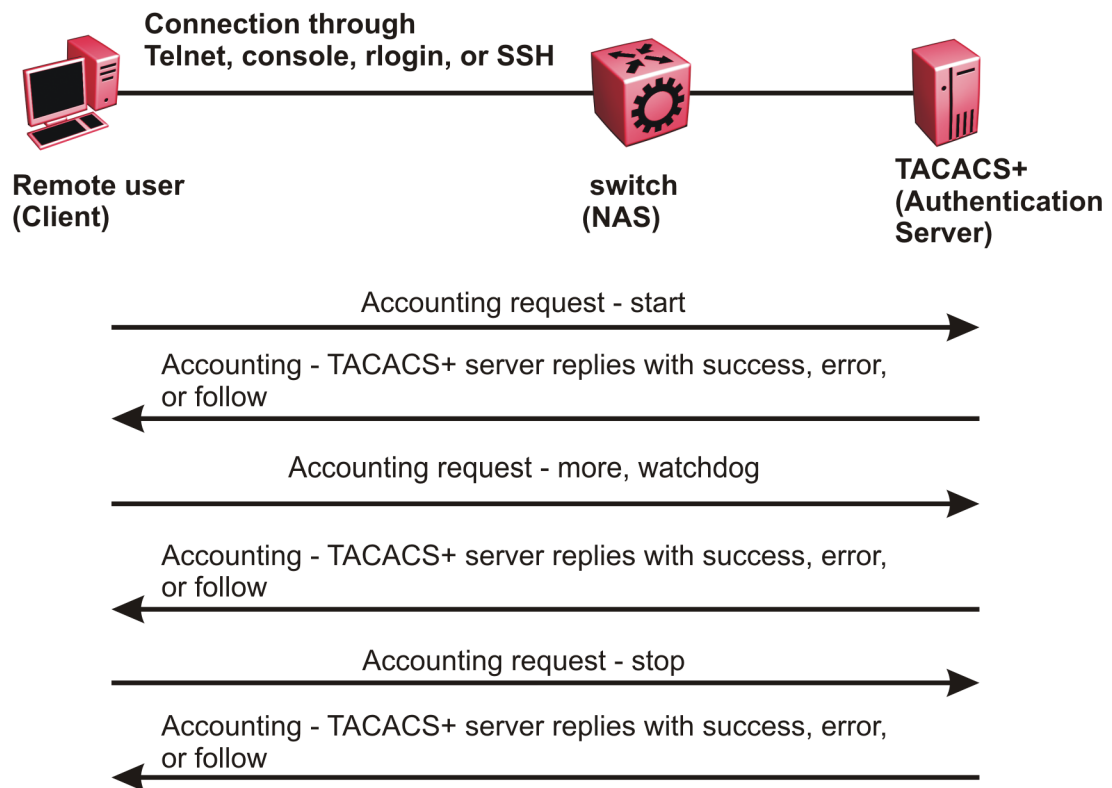 Connection through
Telnet, console, rlogin, or SSH
Remote user
(Client)
switch
(NAS)
TACACS+
(Authentication
Server)
Accounting request - start
Accounting - TACACS+ server replies with success, error,
or follow
Accounting request - more, watchdog
Accounting - TACACS+ server replies with success, error,
or follow
Accounting request - stop
Accounting - TACACS+ server replies with success, error,
or follow